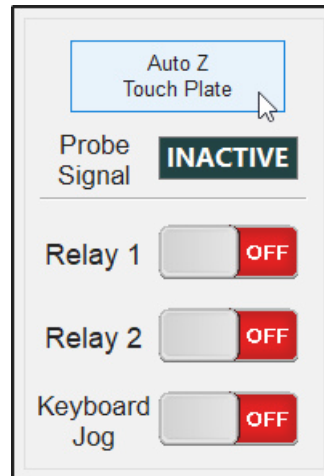 Auto Z
Touch Plate
Probe
Signal
INACTIVE
Relay 1
OFF
Relay 2
OFF
Keyboard
Jog
OFF